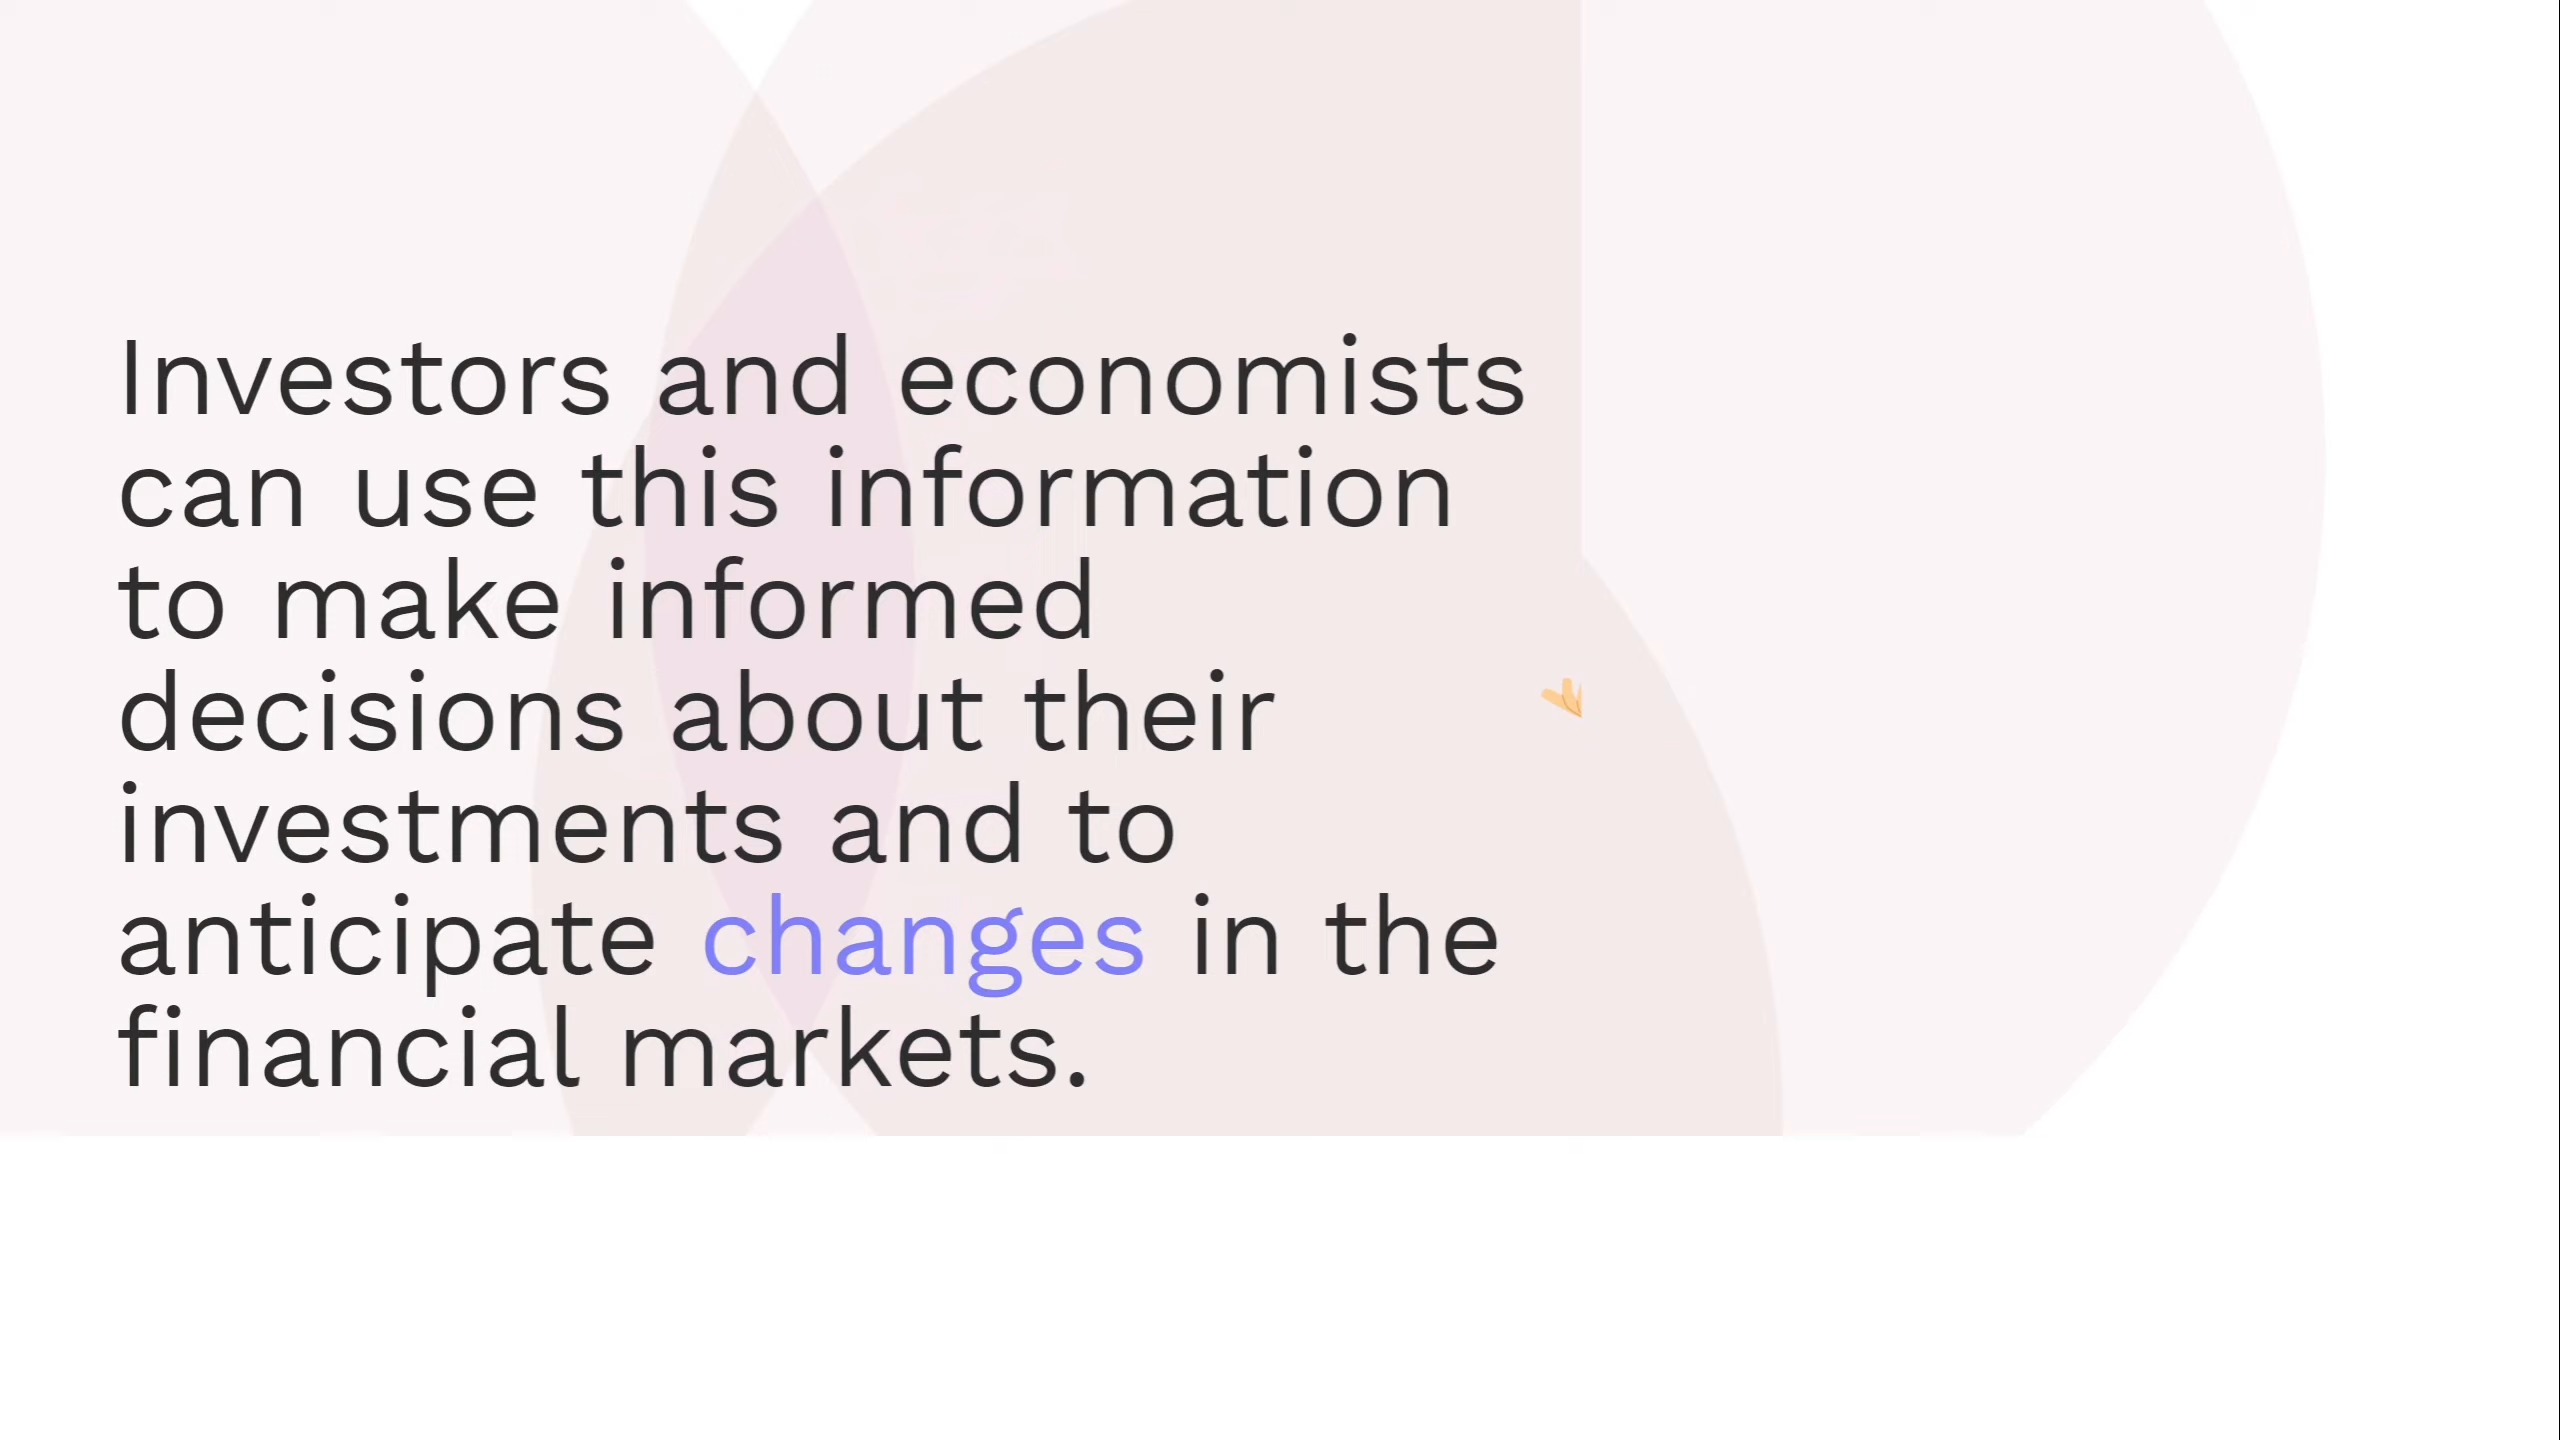 Investors and economists
can use this information
to make informed
decisions about their
investments and to
anticipate changes in the
financial markets.